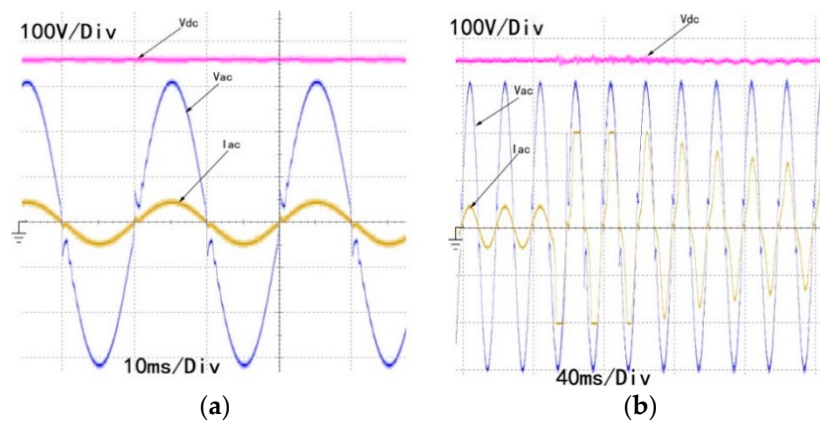 100V/Div
Vdc
Vac
Iac
10ms/Div
(a)
100V/Div
Vdc
Vac
Iac
40ms/Div
(b)